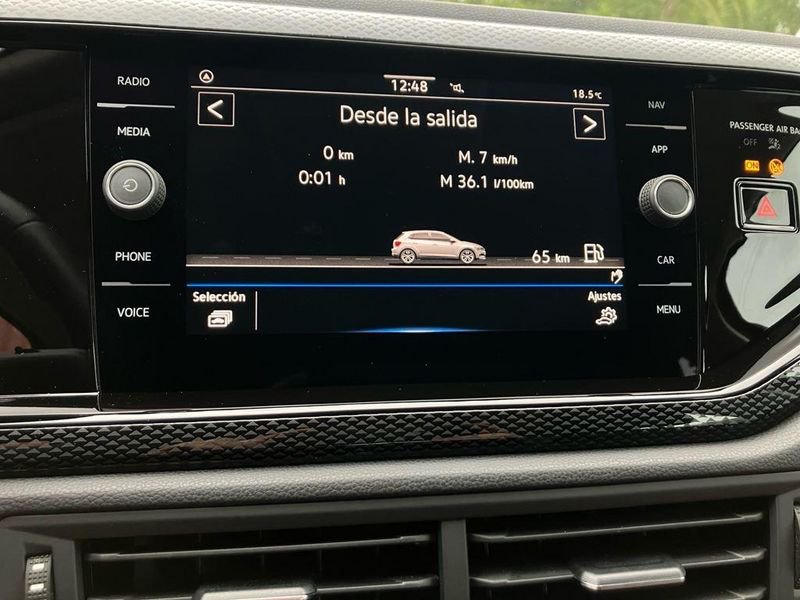 RADIO
MEDIA
PHONE
VOICE
12:48
18.5°C
<
Desde la salida
>
0 km
M. 7 km/h
0:01 h
M 36.1 l/100km
65 km
Selección
Ajustes
NAV
APP
CAR
MENU
PASSENGER AIR BA
OFF
ON